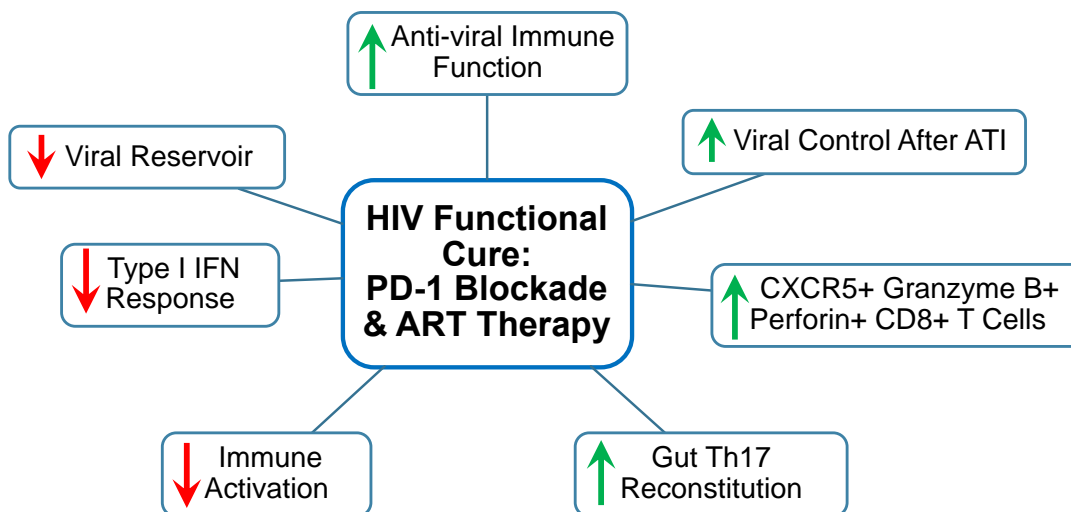 Anti-viral Immune
Function
Viral Reservoir
Viral Control After ATI
HIV Functional
Cure:
PD-1 Blockade
& ART Therapy
Type I IFN
Response
CXCR5+ Granzyme B+
Perforin+ CD8+ T Cells
Immune
Activation
Gut Th17
Reconstitution